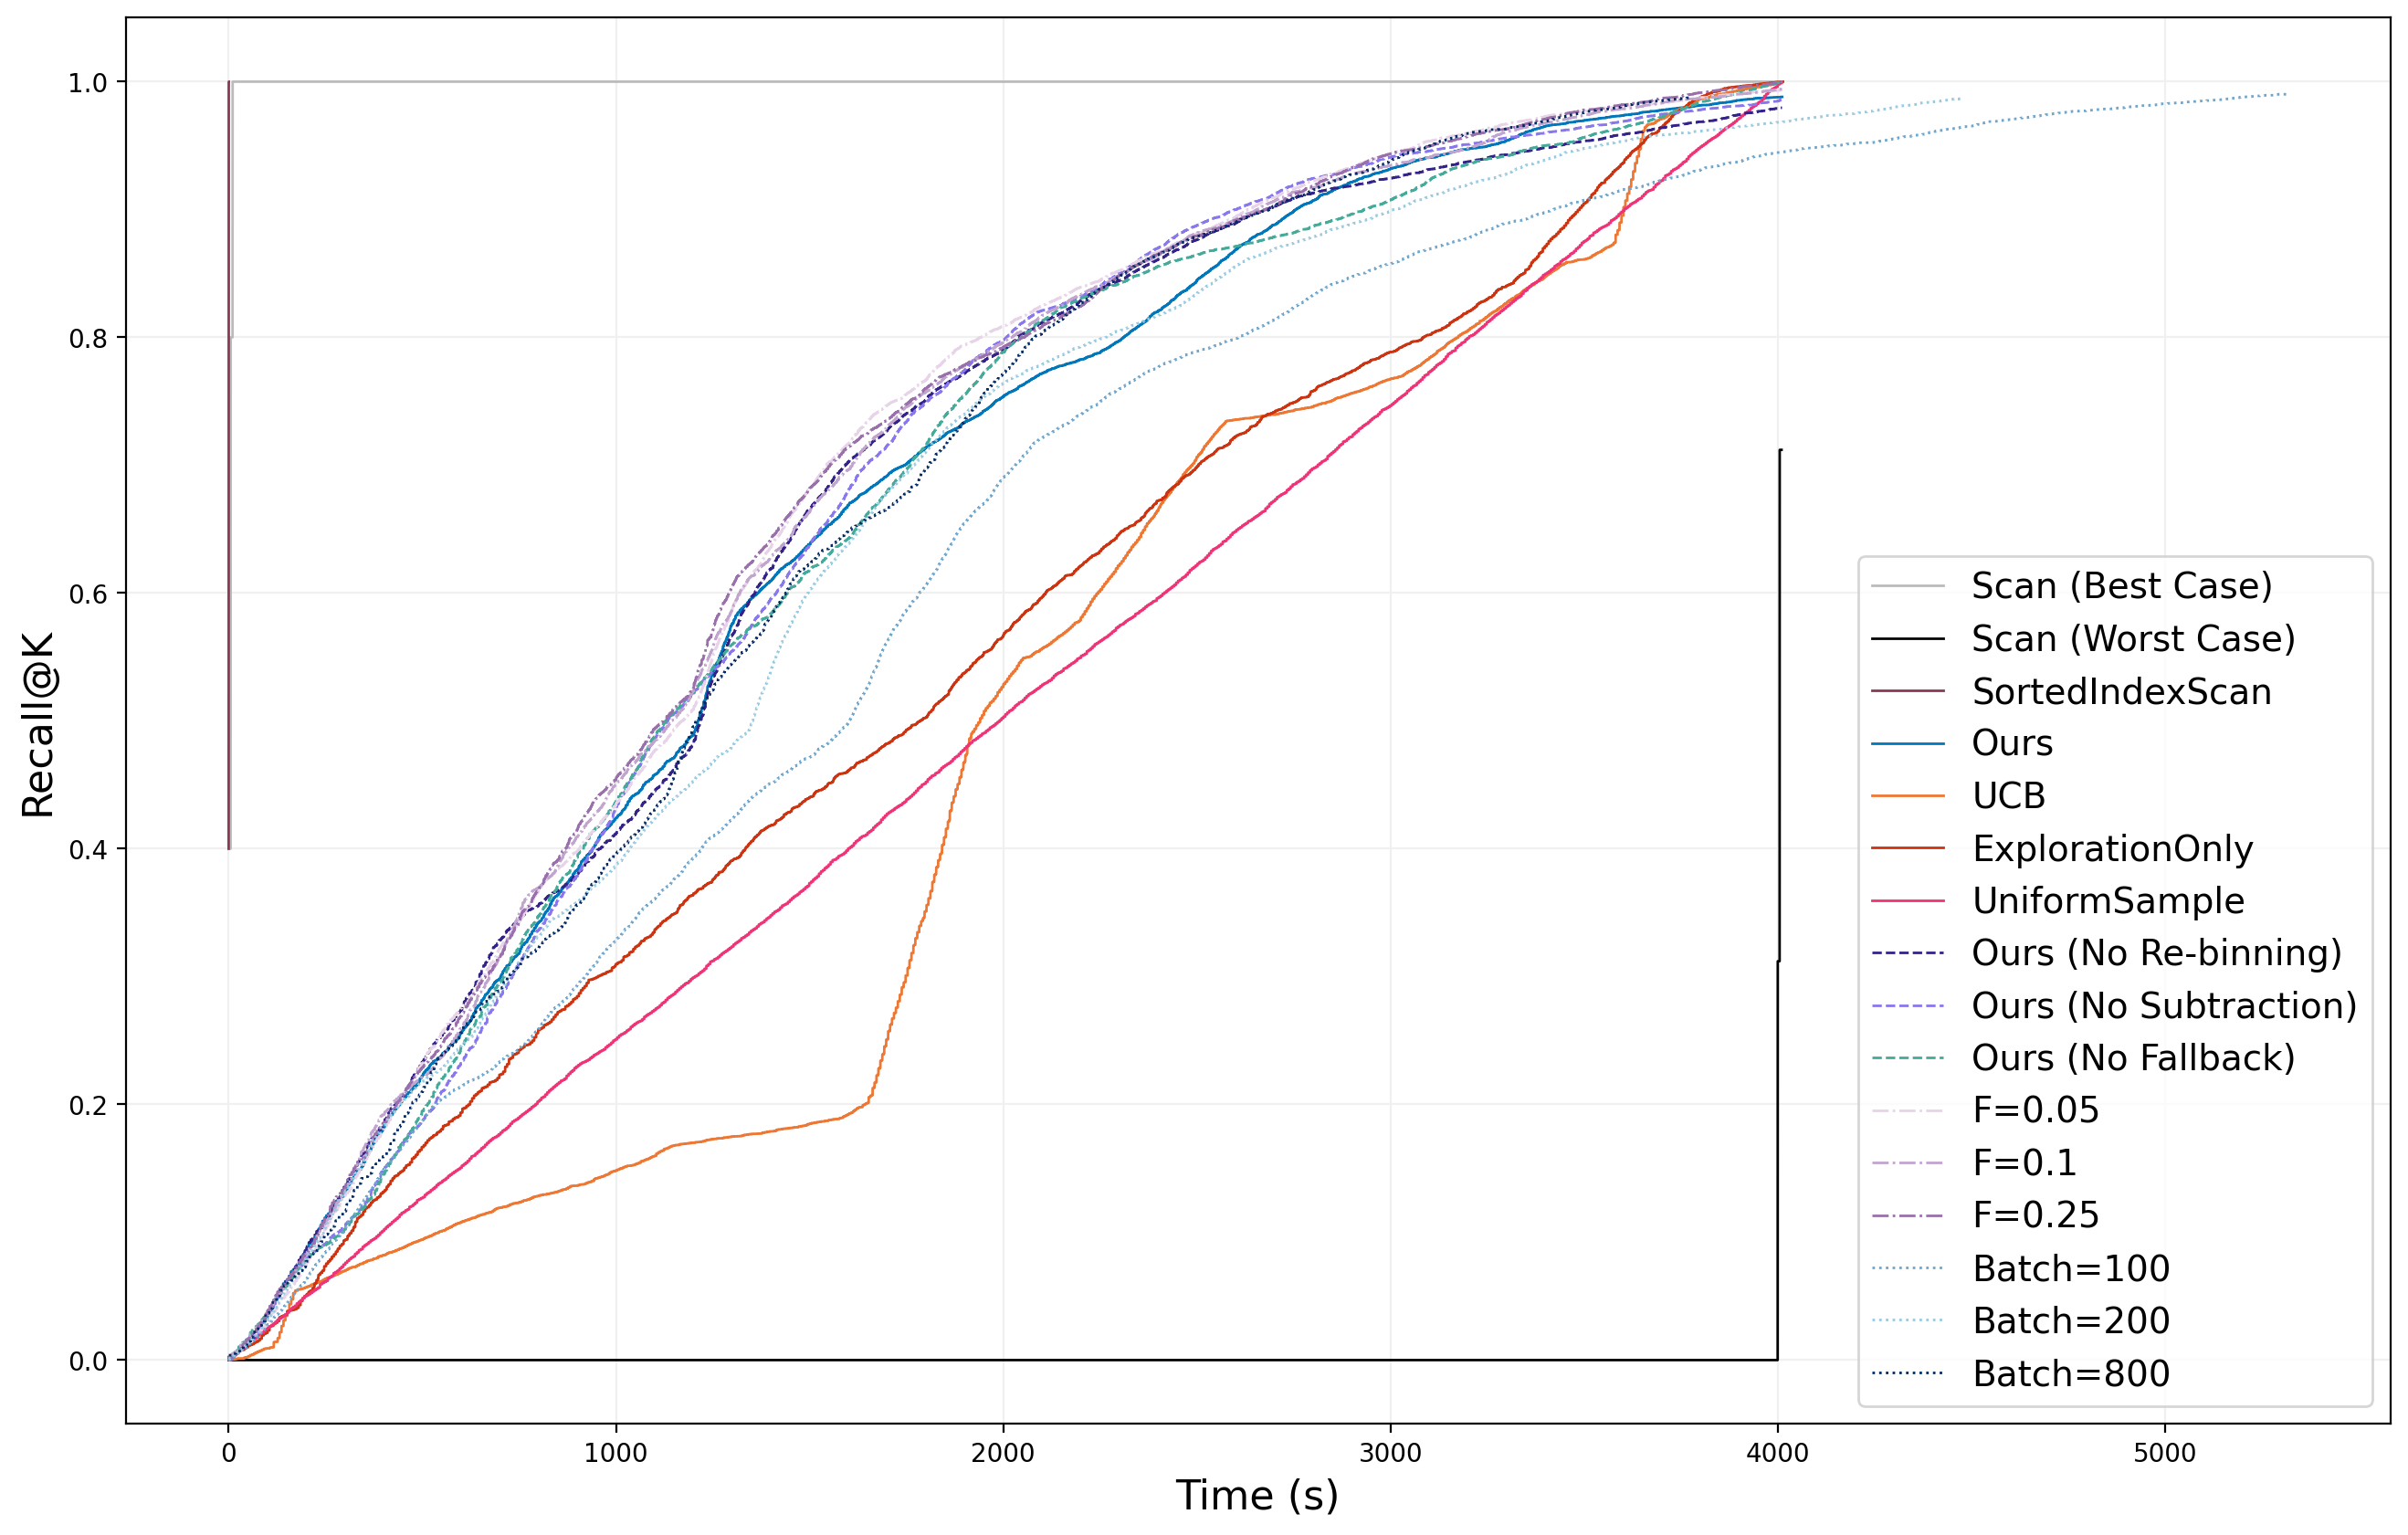 Recall@K
1.0
0.8
0.6
0.4
0.2
0.0
0
1000
2000
3000
4000
5000
Time (s)
Scan (Best Case)
Scan (Worst Case)
SortedIndexScan
Ours
UCB
ExplorationOnly
UniformSample
Ours (No Re-binning)
Ours (No Subtraction)
Ours (No Fallback)
F=0.05
F=0.1
F=0.25
Batch=100
Batch=200
Batch=800